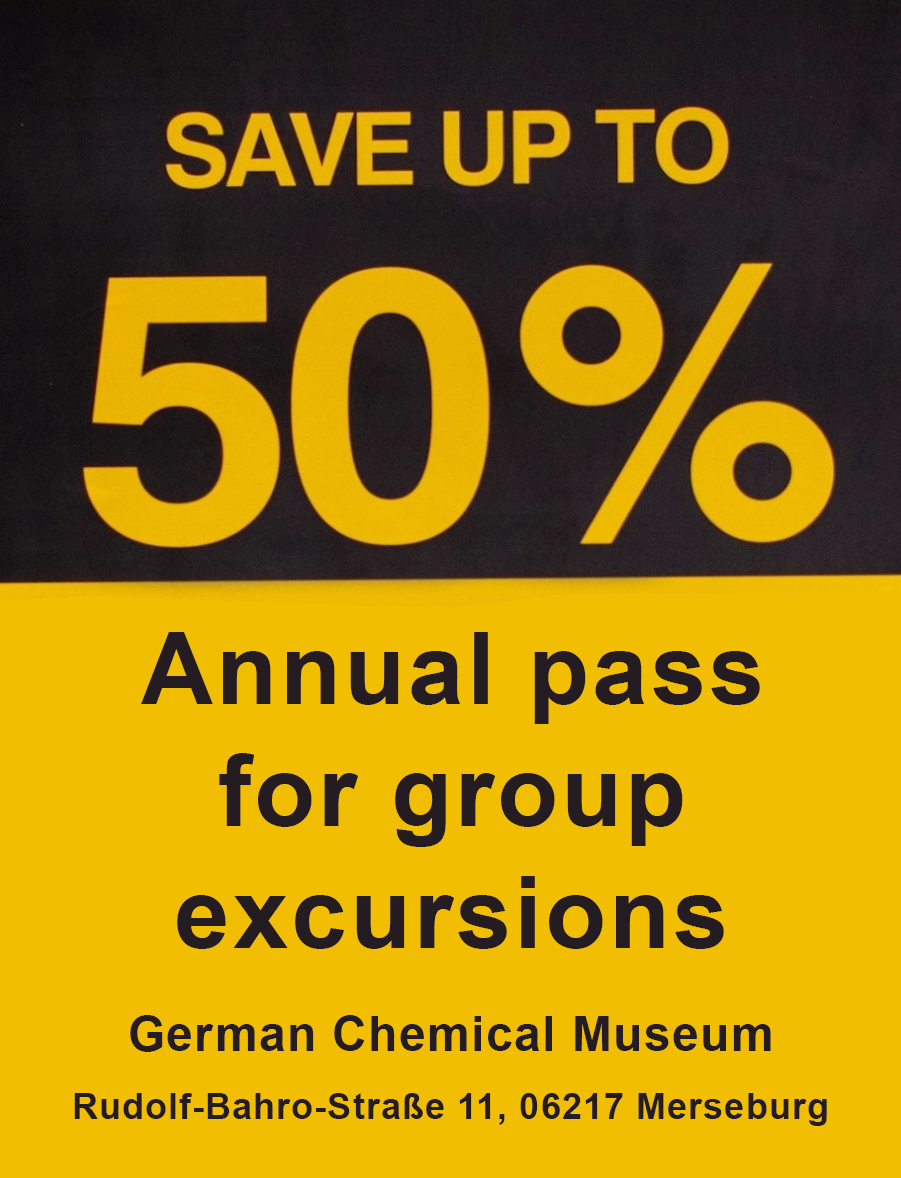 SAVE UP TO
50%
Annual pass
for group
excursions
German Chemical Museum
Rudolf-Bahro-Straße 11, 06217 Merseburg